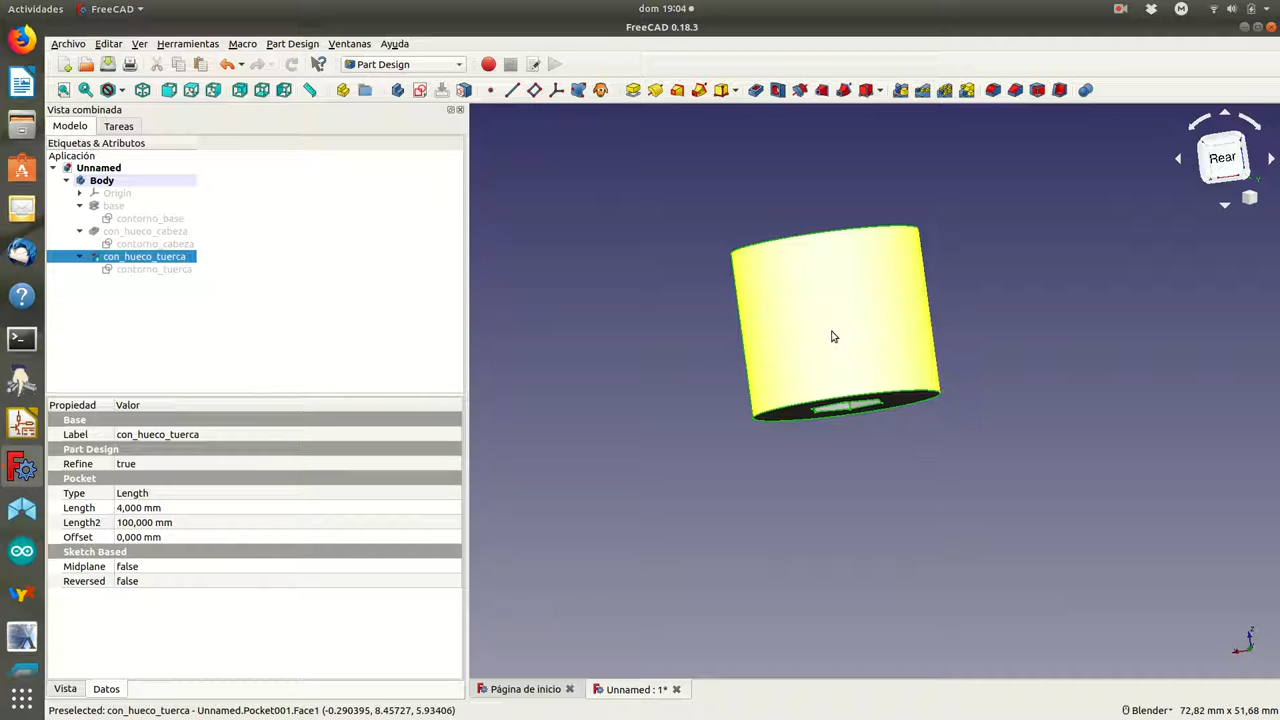 Actividades FreeCAD dom 19:04
FreeCAD 0.18.3
Archivo Editar Ver Herramientas Macro Part Design Ventanas Ayuda
Part Design
Vista combinada
Modelo Tareas
Etiquetas & Atributos
Aplicación
Unnamed
Body
Origin
base
contorno_base
con_hueco_cabeza
contorno_cabeza
con_hueco_tuerca
contorno_tuerca
Rear
Propiedad Valor
Base
Label con_hueco_tuerca
Part Design
Refine true
Pocket
Type Length
Length 4,000 mm
Length2 100,000 mm
Offset 0,000 mm
Sketch Based
Midplane false
Reversed false
Vista Datos
Página de inicio Unnamed : 1*
Preselected: con_hueco_tuerca - Unnamed.Pocket001.Face1 (-0.290395, 8.45727, 5.93406) Blender 72,82 mm x 51,68 mm